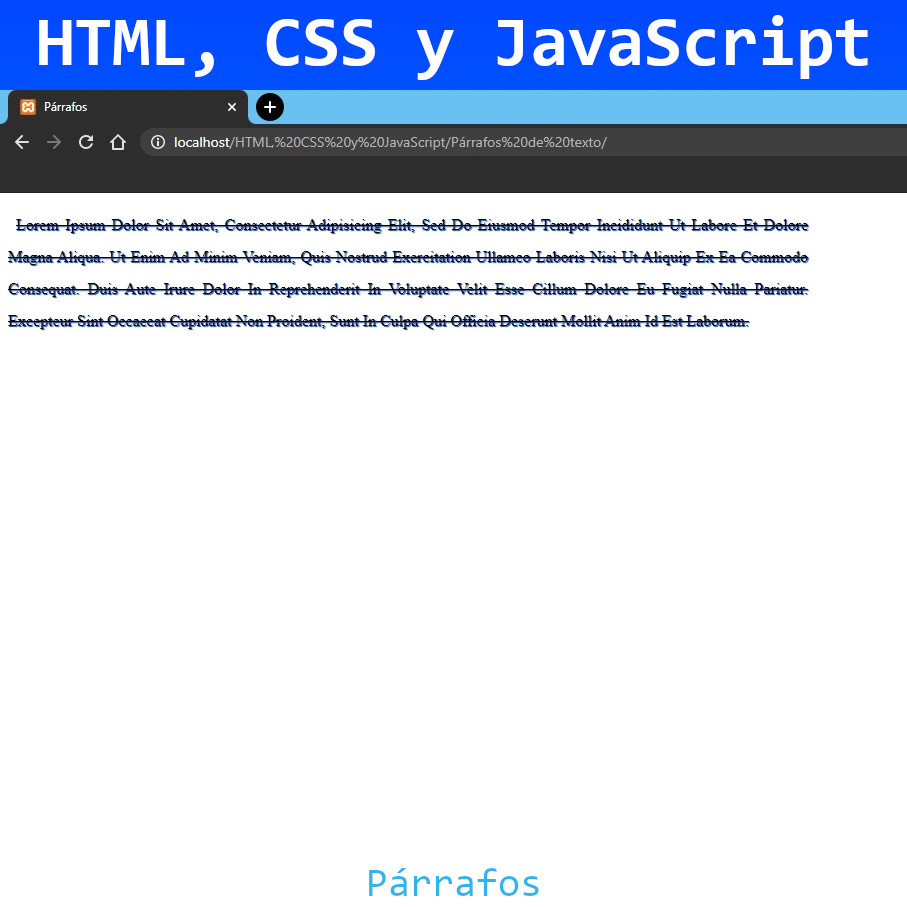 HTML, CSS y JavaScript
Párrafos
localhost/HTML,%20CSS%20y%20JavaScript/Párrafos%20de%20texto/
Lorem Ipsum Dolor Sit Amet, Consectetur Adipisicing Elit, Sed Do Eiusmod Tempor Incididunt Ut Labore Et Dolore
Magna Aliqua. Ut Enim Ad Minim Veniam, Quis Nostrud Exercitation Ullamco Laboris Nisi Ut Aliquip Ex Ea Commodo
Consequat. Duis Aute Irure Dolor In Reprehenderit In Voluptate Velit Esse Cillum Dolore Eu Fugiat Nulla Pariatur.
Excepteur Sint Occaecat Cupidatat Non Proident, Sunt In Culpa Qui Officia Deserunt Mollit Anim Id Est Laborum.
Párrafos